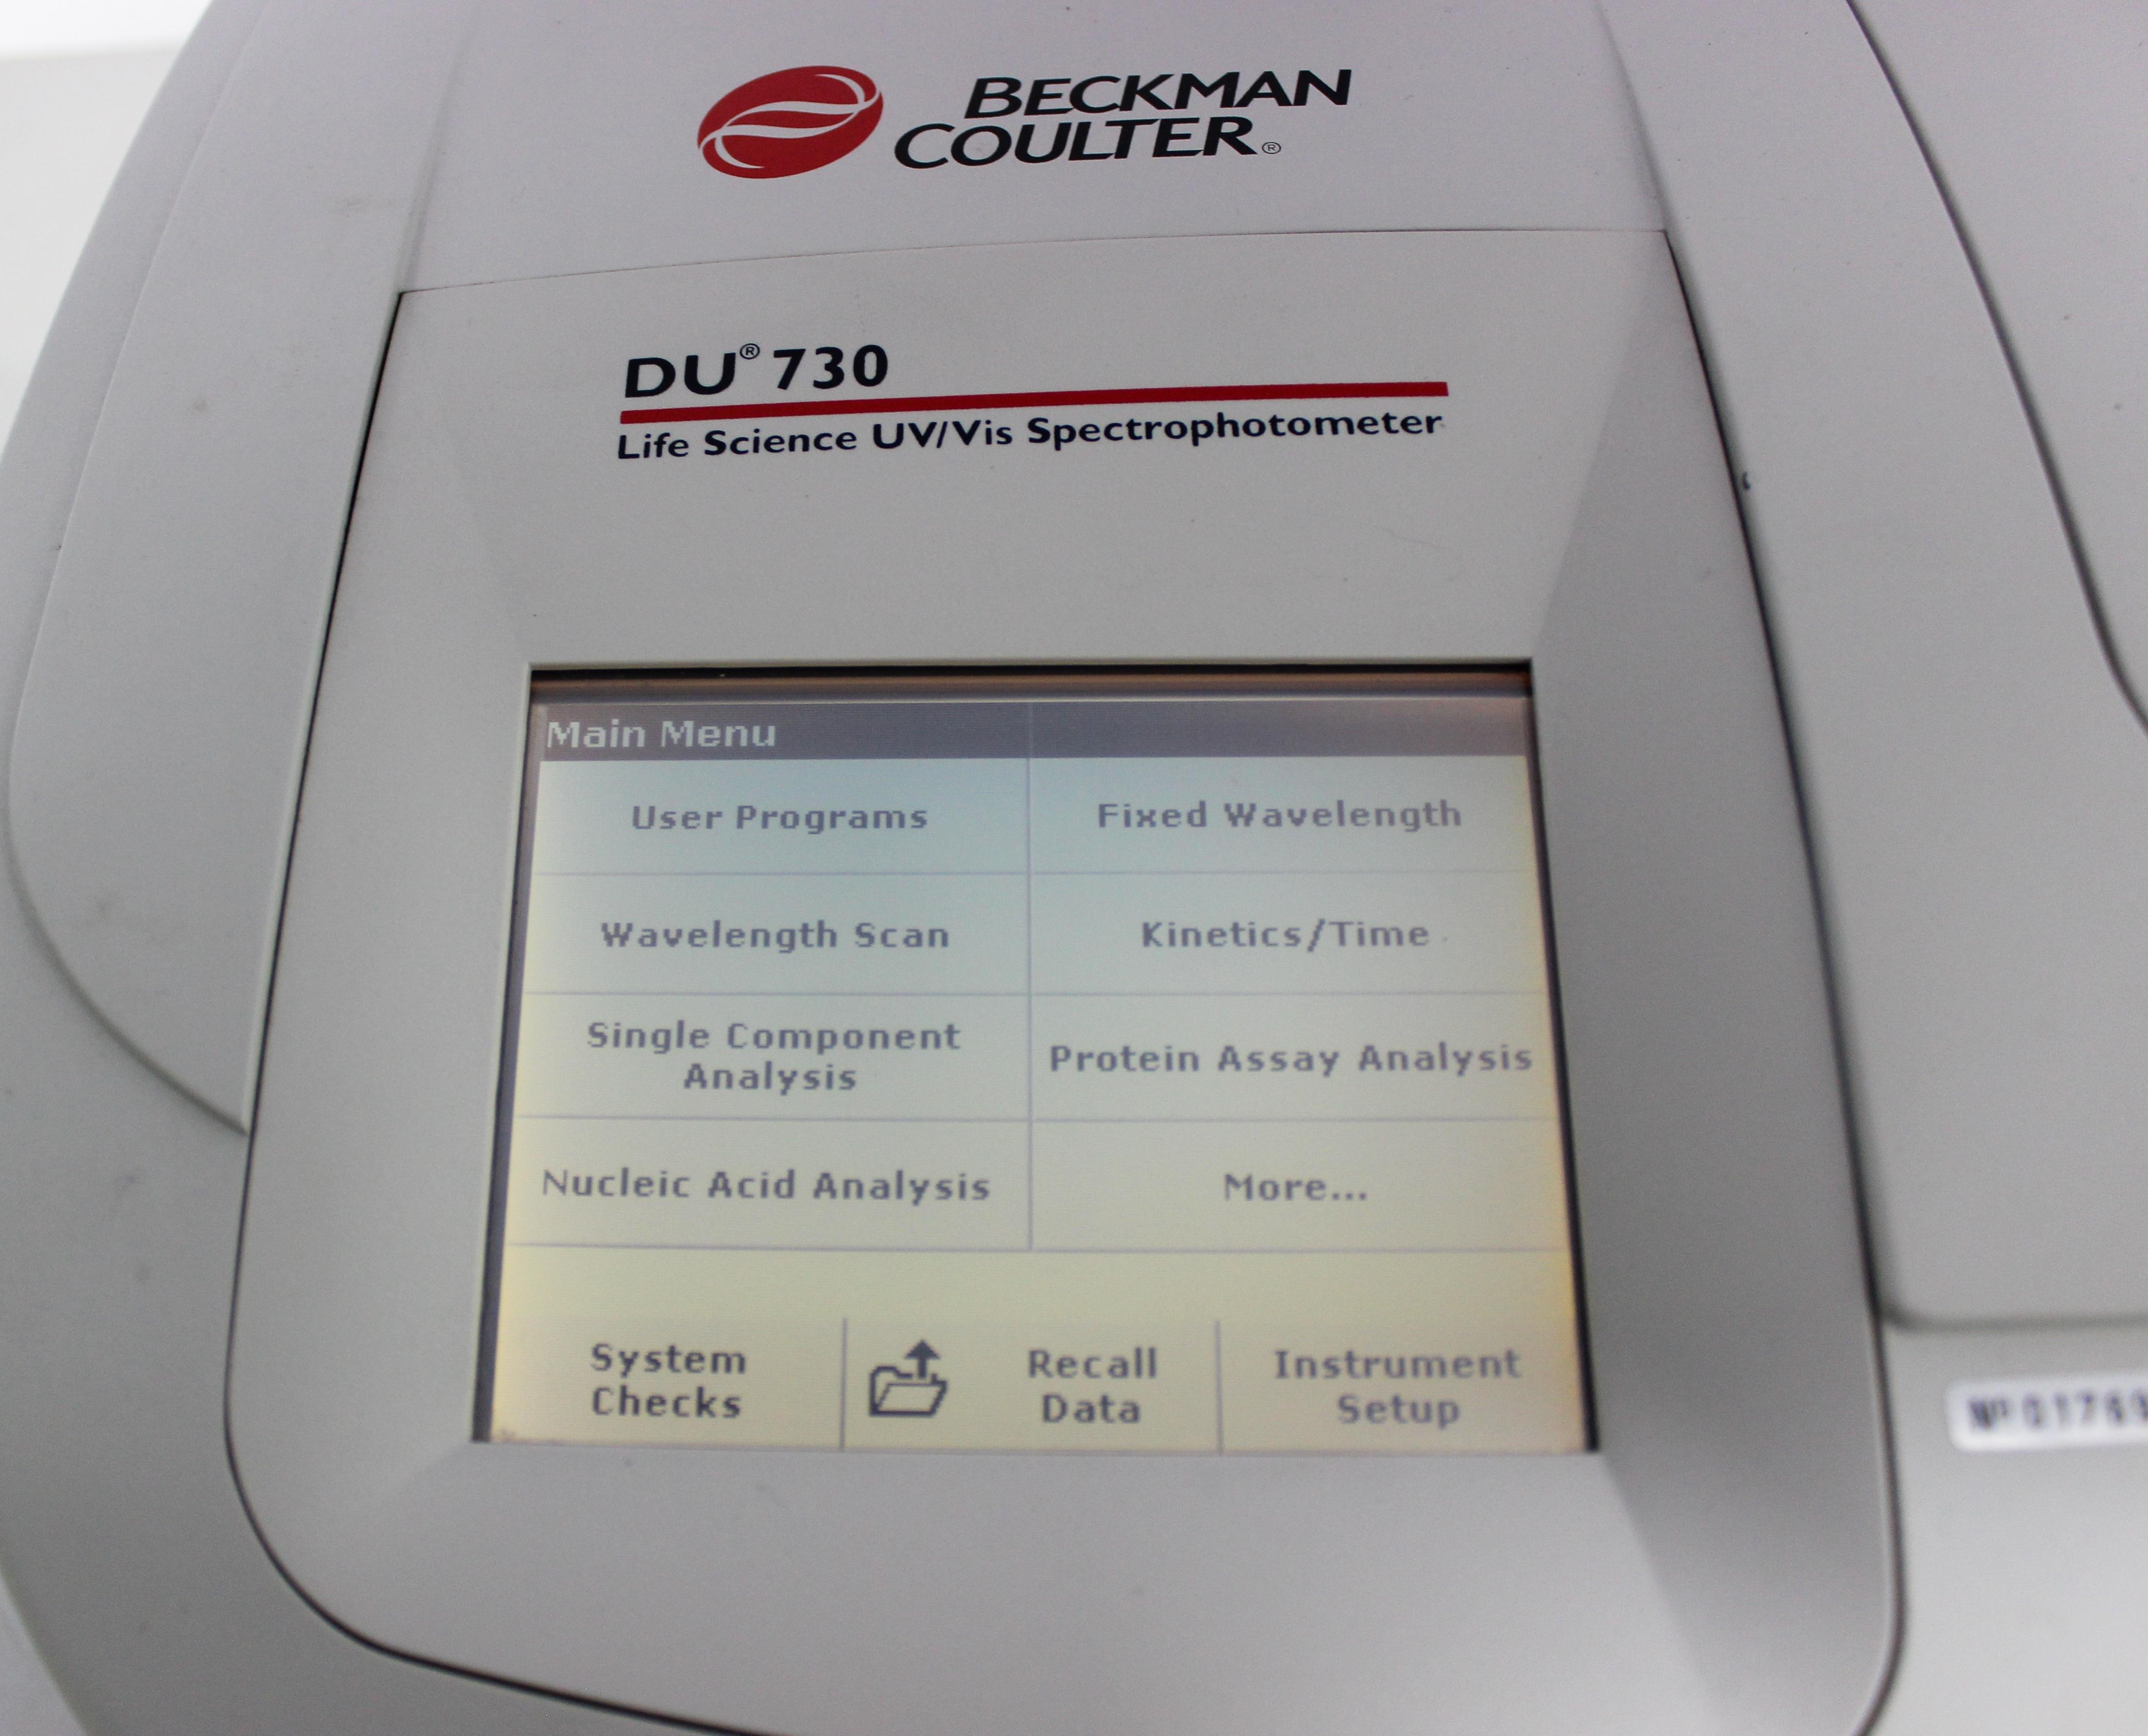 BECKMAN
COULTER®
DU® 730
Life Science UV/Vis Spectrophotometer
Main Menu
User Programs
Fixed Wavelength
Wavelength Scan
Kinetics/Time
Single Component
Analysis
Protein Assay Analysis
Nucleic Acid Analysis
More...
System
Checks
Recall
Data
Instrument
Setup